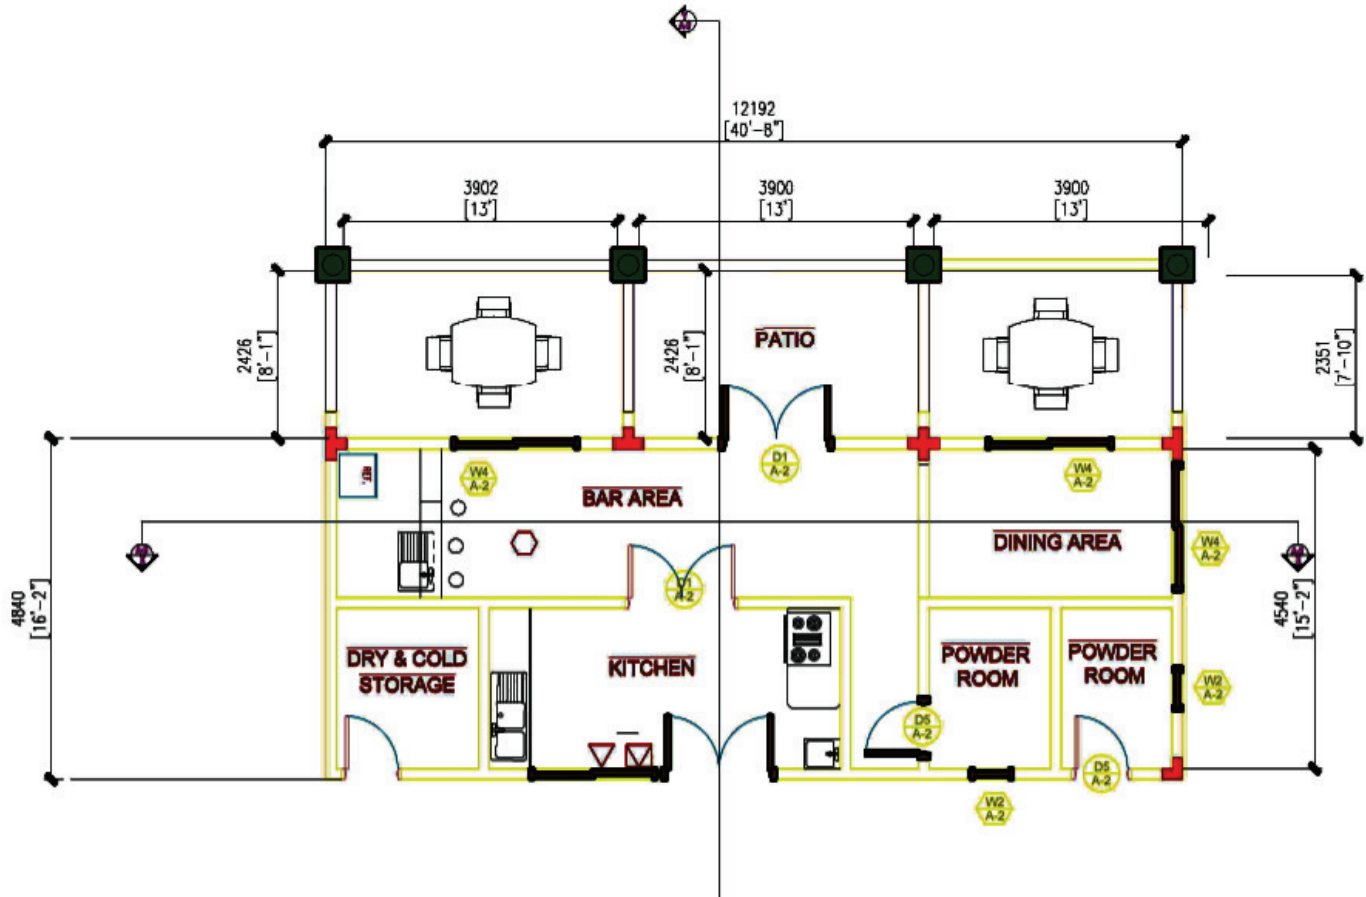 12192
[40'-8"]
3902
[13']
3900
[13']
3900
[13']
2426
[8'-1"]
2426
[8'-1"]
2351
[7'-10"]
PATIO
D1
A-2
REF.
W4
A-2
W4
A-2
BAR AREA
DINING AREA
W4
A-2
4840
[16'-2"]
4540
[15'-2"]
D1
A-2
DRY & COLD
STORAGE
KITCHEN
POWDER
ROOM
POWDER
ROOM
W2
A-2
D5
A-2
D5
A-2
W2
A-2